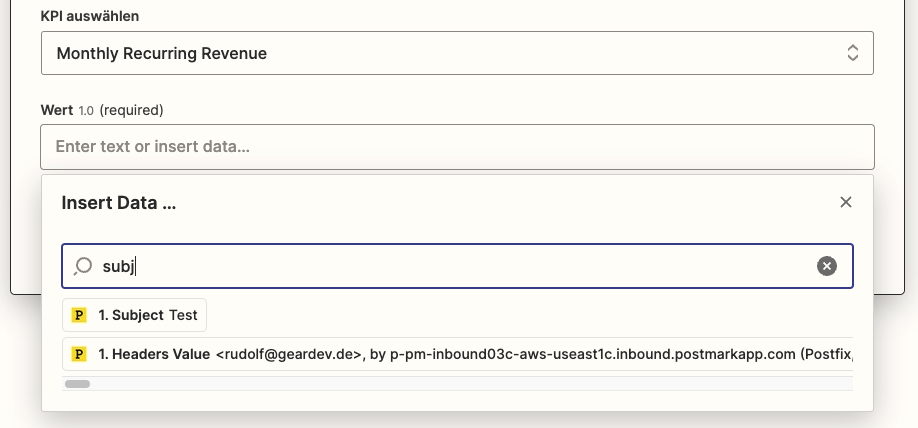 KPI auswählen
Monthly Recurring Revenue
Wert 1.0 (required)
Enter text or insert data...
Insert Data ...
subj
P 1. Subject Test
P 1. Headers Value <rudolf@geardev.de>, by p-pm-inbound03c-aws-useast1c.inbound.postmarkapp.com (Postfix,